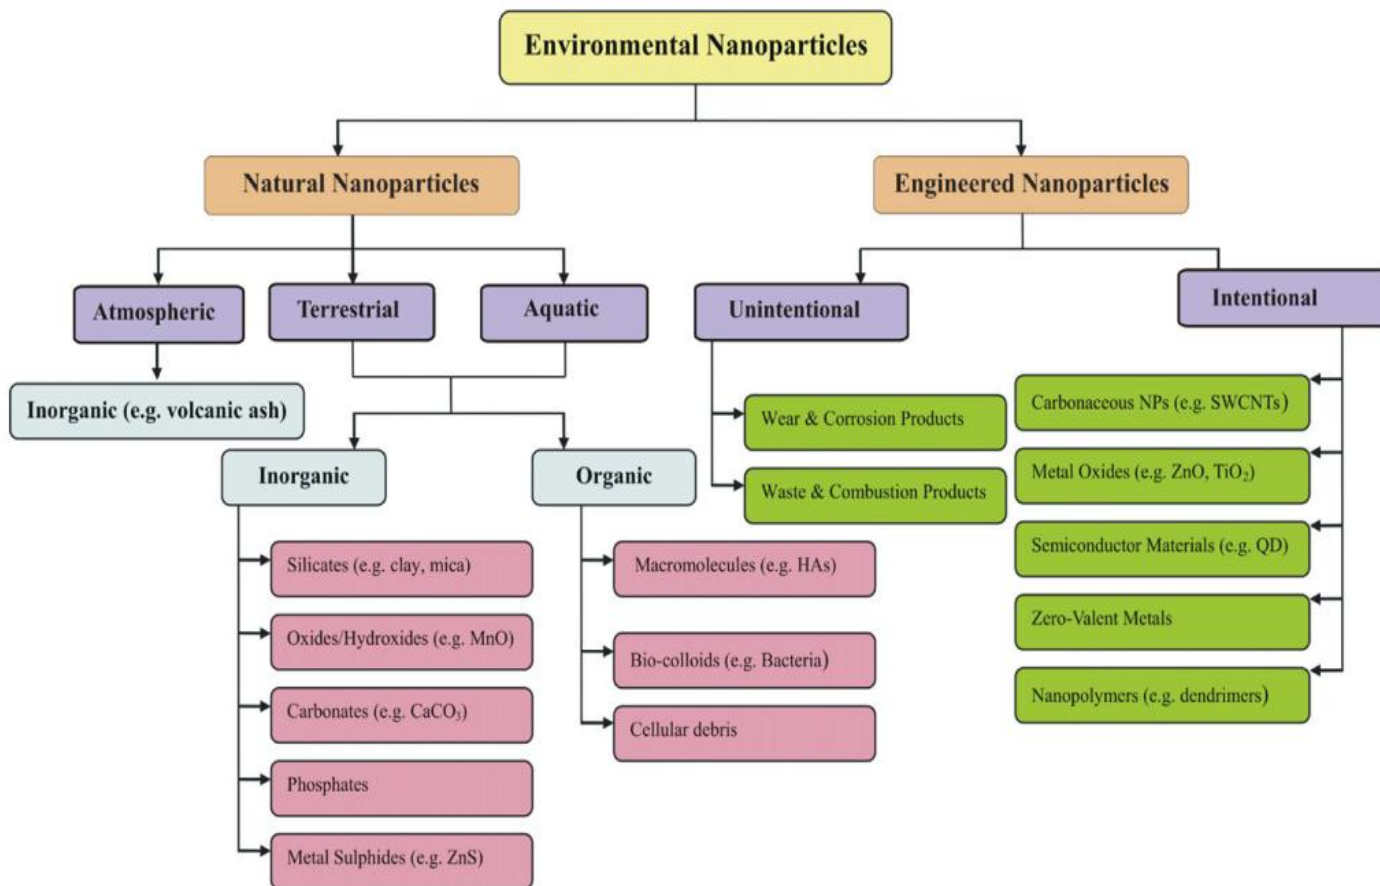 Environmental Nanoparticles
Natural Nanoparticles
Engineered Nanoparticles
Atmospheric
Terrestrial
Aquatic
Unintentional
Intentional
Inorganic (e.g. volcanic ash)
Inorganic
Organic
Silicates (e.g. clay, mica)
Oxides/Hydroxides (e.g. MnO)
Carbonates (e.g. CaCO₃)
Phosphates
Metal Sulphides (e.g. ZnS)
Macromolecules (e.g. HAs)
Bio-colloids (e.g. Bacteria)
Cellular debris
Wear & Corrosion Products
Waste & Combustion Products
Carbonaceous NPs (e.g. SWCNTs)
Metal Oxides (e.g. ZnO, TiO₂)
Semiconductor Materials (e.g. QD)
Zero-Valent Metals
Nanopolymers (e.g. dendrimers)